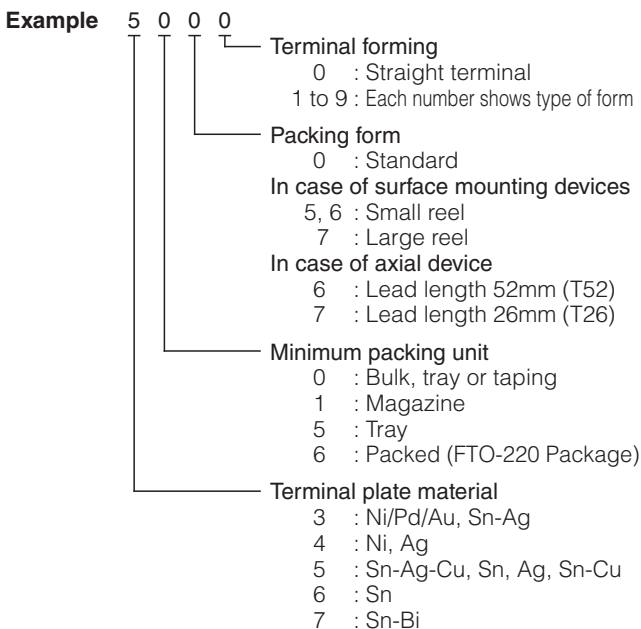 Example 5 0 0 0
Terminal forming
0 : Straight terminal
1 to 9 : Each number shows type of form
Packing form
0 : Standard
In case of surface mounting devices
5, 6 : Small reel
7 : Large reel
In case of axial device
6 : Lead length 52mm (T52)
7 : Lead length 26mm (T26)
Minimum packing unit
0 : Bulk, tray or taping
1 : Magazine
5 : Tray
6 : Packed (FTO-220 Package)
Terminal plate material
3 : Ni/Pd/Au, Sn-Ag
4 : Ni, Ag
5 : Sn-Ag-Cu, Sn, Ag, Sn-Cu
6 : Sn
7 : Sn-Bi